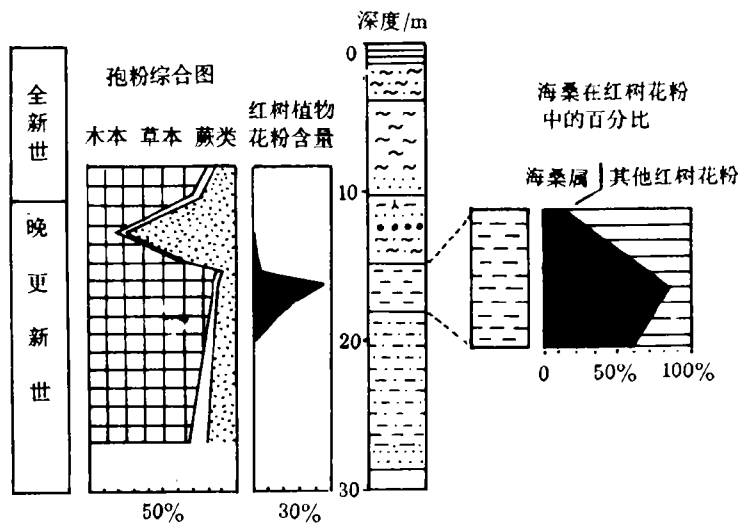 深度/m
0
10
20
30
全新世
晚更新世
孢粉综合图
木本 草本 蕨类
50%
红树植物
花粉含量
30%
海桑在红树花粉
中的百分比
海桑属 其他红树花粉
0 50% 100%